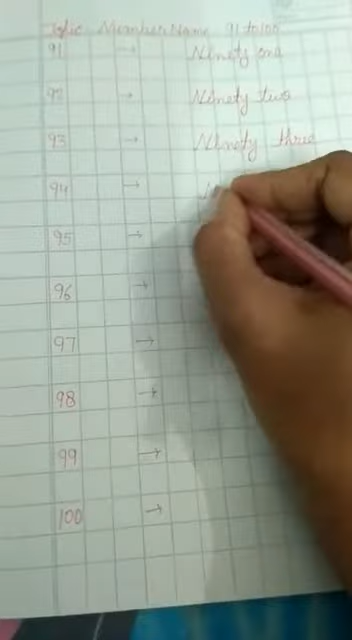 Topic Number Name 91 to 100
91 → Ninety one
92 → Ninety two
93 → Ninety three
94 →
95 →
96 →
97 →
98 →
99 →
100 →